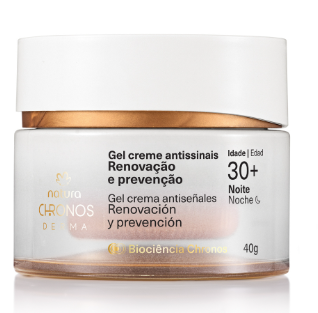 natura
CHRONOS
DERMA
Gel creme antissinais
Renovação
e prevenção
Gel crema antiseñales
Renovación
y prevención
Biociência Chronos
Idade | Edad
30+
Noite
Noche
40g